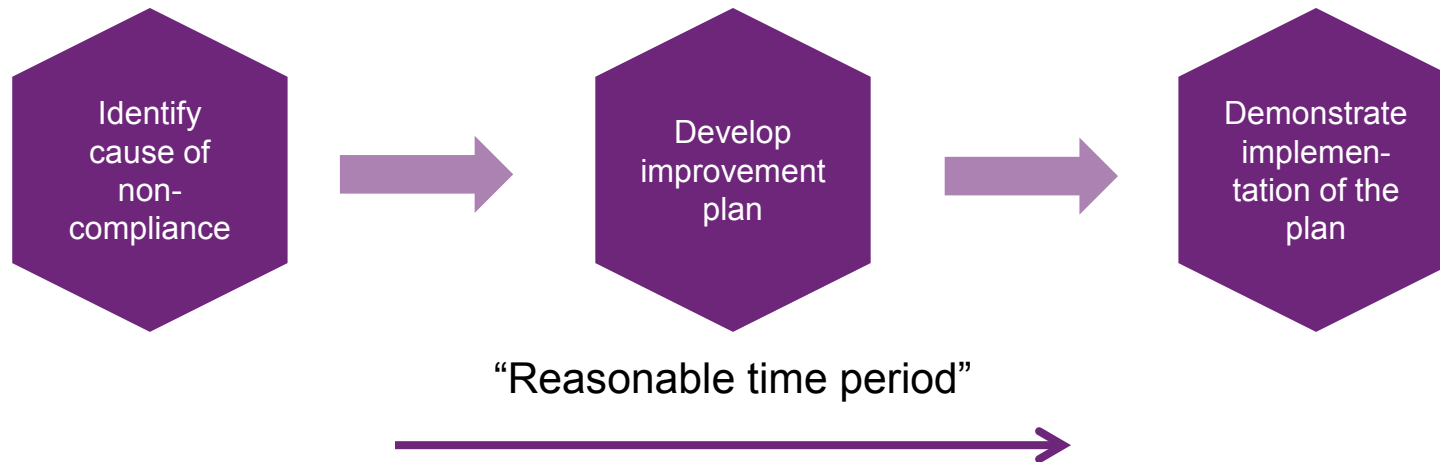 Identify
cause of
non-
compliance
Develop
improvement
plan
Demonstrate
implemen-
tation of the
plan
“Reasonable time period”